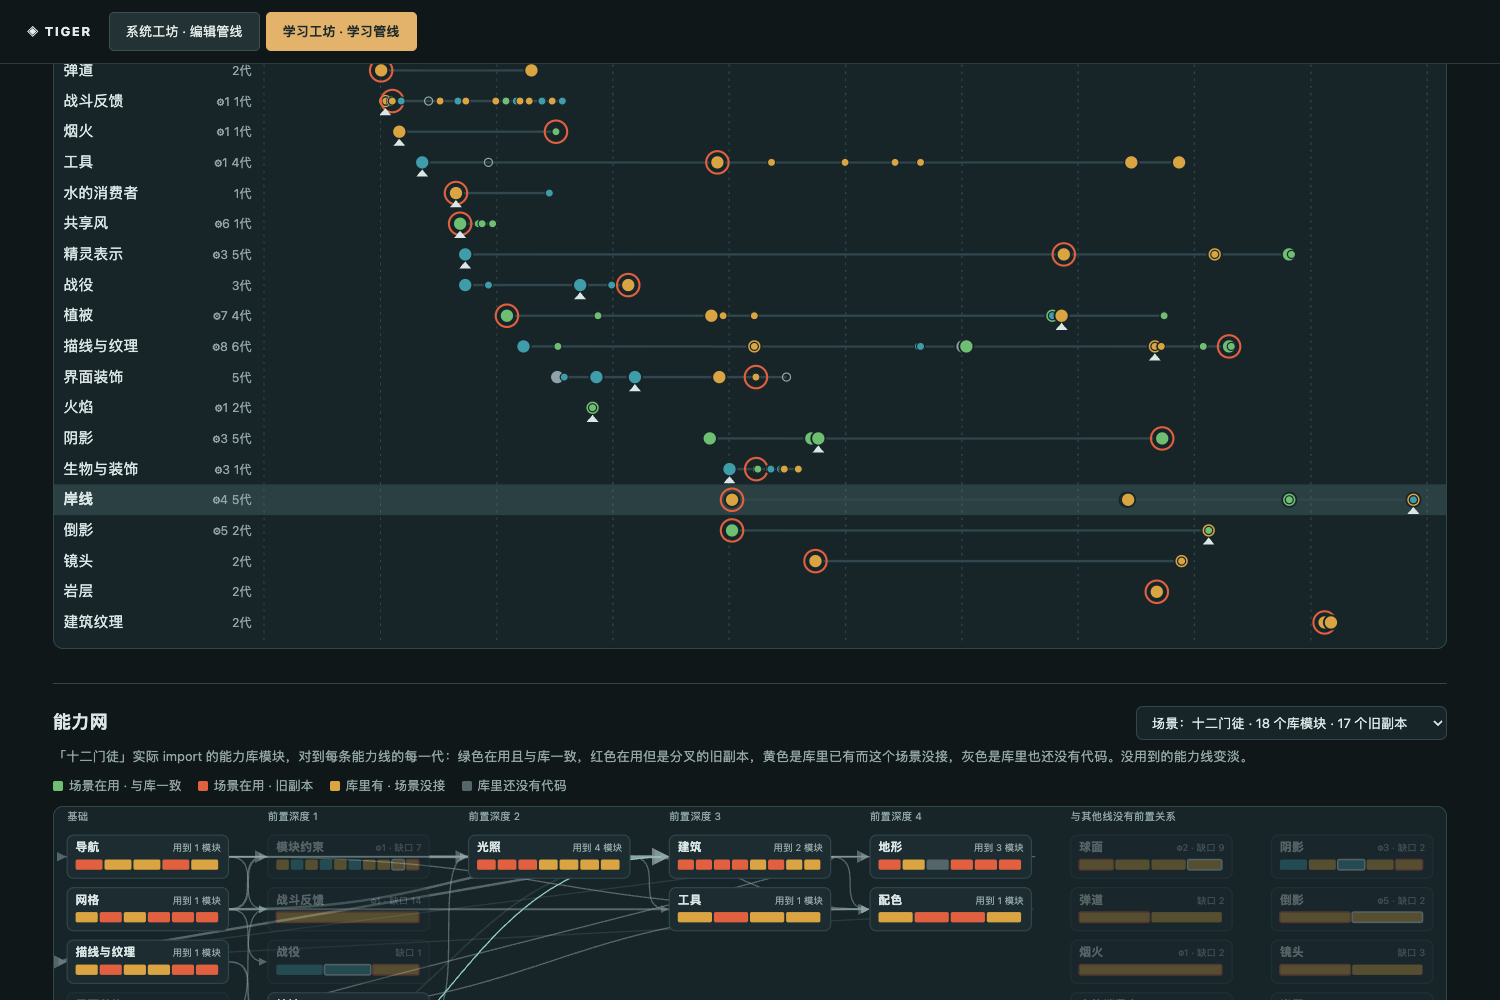 ◈ TIGER
系统工坊 · 编辑管线
学习工坊 · 学习管线
弹道 2代
战斗反馈 ⚙1 1代
烟火 ⚙1 1代
工具 ⚙1 4代
水的消费者 1代
共享风 ⚙6 1代
精灵表示 ⚙3 5代
战役 3代
植被 ⚙7 4代
描线与纹理 ⚙8 6代
界面装饰 5代
火焰 ⚙1 2代
阴影 ⚙3 5代
生物与装饰 ⚙3 1代
岸线 ⚙4 5代
倒影 ⚙5 2代
镜头 2代
岩层 2代
建筑纹理 2代
能力网
场景：十二门徒 · 18 个库模块 · 17 个旧副本
「十二门徒」实际 import 的能力库模块，对到每条能力线的每一代：绿色在用且与库一致，红色在用但是分叉的旧副本，黄色是库里已有而这个场景没接，灰色是库里也还没有代码。没用到的能力线变淡。
场景在用 · 与库一致
场景在用 · 旧副本
库里有 · 场景没接
库里还没有代码
基础 前置深度 1 前置深度 2 前置深度 3 前置深度 4 与其他线没有前置关系
导航 用到 1 模块
模块约束 ⚙1 · 缺口 7
光照 用到 4 模块
建筑 用到 2 模块
地形 用到 3 模块
球面 ⚙2 · 缺口 9
阴影 ⚙3 · 缺口 2
网格 用到 1 模块
战斗反馈 ⚙1 · 缺口 14
工具 用到 1 模块
配色 用到 1 模块
弹道 缺口 2
倒影 ⚙5 · 缺口 2
描线与纹理 用到 1 模块
战役 缺口 1
烟火 ⚙1 · 缺口 2
镜头 缺口 3